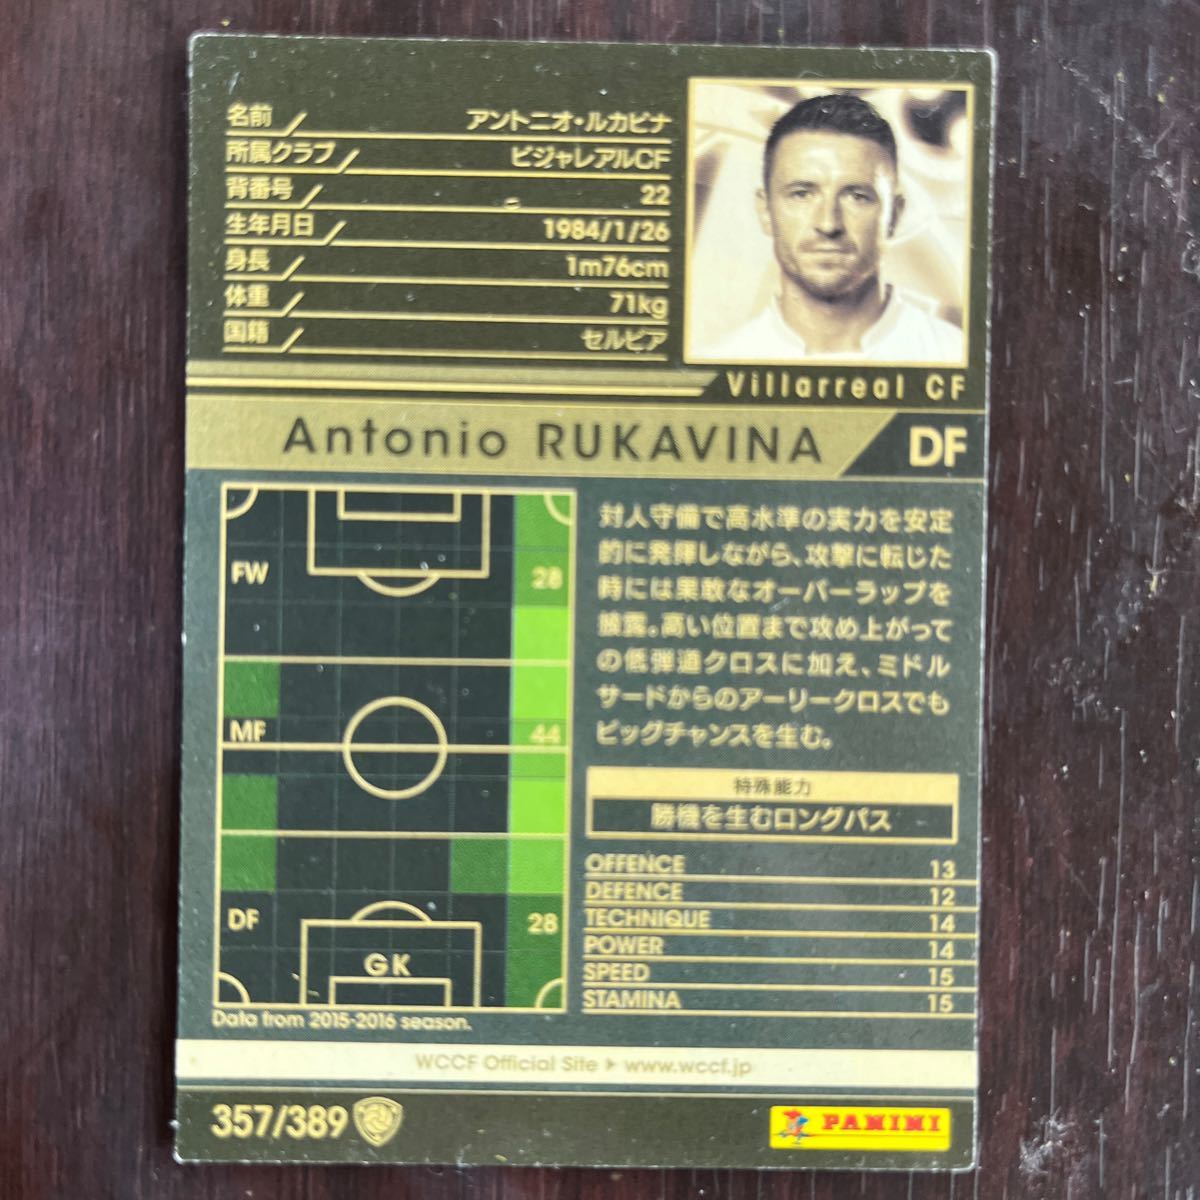 名前 アントニオ・ルカビナ
所属クラブ ビジャレアルCF
背番号 22
生年月日 1984/1/26
身長 1m76cm
体重 71kg
国籍 セルビア
Villarreal CF
Antonio RUKAVINA DF
FW 28
MF 44
DF 28
GK
Data from 2015-2016 season.
対人守備で高水準の実力を安定
的に発揮しながら、攻撃に転じた
時には果敢なオーバーラップを
披露。高い位置まで攻め上がって
の低弾道クロスに加え、ミドル
サードからのアーリークロスでも
ビッグチャンスを生む。
特殊能力
勝機を生むロングパス
OFFENCE 13
DEFENCE 12
TECHNIQUE 14
POWER 14
SPEED 15
STAMINA 15
WCCF Official Site ▶ www.wccf.jp
357/389
PANINI